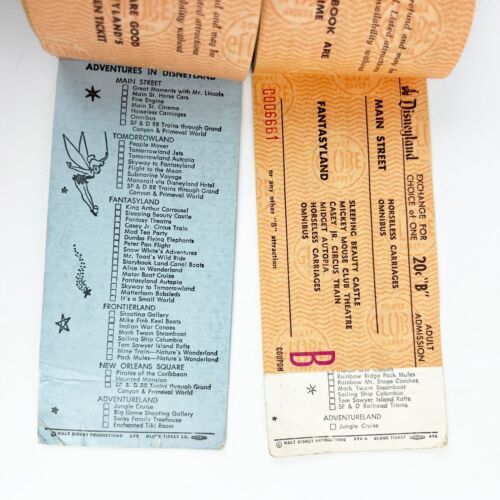 ARE GOOD
SYLAND'S
EN TICKET
ADVENTURES IN DISNEYLAND
MAIN STREET
Great Moments with Mr. Lincoln
Main St. Horse Cars
Fire Engine
Main St. Cinema
Horseless Carriages
Omnibus
SF & D RR Trains through Grand
Canyon & Primeval World
TOMORROWLAND
People Mover
Tomorrowland Jets
Tomorrowland Autopia
Skyway to Fantasyland
Flight to the Moon
Submarine Voyage
Monorail via Disneyland Hotel
SF & D RR Trains through Grand
Canyon & Primeval World
FANTASYLAND
King Arthur Carrousel
Sleeping Beauty Castle
Fantasy Theatre
Casey Jr. Circus Train
Mad Tea Party
Dumbo Flying Elephants
Peter Pan Flight
Snow White's Adventures
Mr. Toad's Wild Ride
Storybook Land Canal Boats
Alice in Wonderland
Motor Boat Cruise
Fantasyland Autopia
Skyway to Tomorrowland
Matterhorn Bobsleds
It's a Small World
FRONTIERLAND
Shooting Gallery
Mike Fink Keel Boats
Indian War Canoes
Mark Twain Steamboat
Sailing Ship Columbia
Tom Sawyer Island Rafts
Mine Train—Nature's Wonderland
Pack Mules—Nature's Wonderland
NEW ORLEANS SQUARE
Pirates of the Caribbean
Haunted Mansion
SF & D RR Trains through Grand
Canyon & Primeval World
ADVENTURELAND
Jungle Cruise
Big Game Shooting Gallery
Swiss Family Treehouse
Enchanted Tiki Room
© WALT DISNEY PRODUCTIONS
GLOBE TICKET CO.
BOOK ARE
TIME
C006661
Disneyland
EXCHANGE FOR
CHOICE of ONE
20¢ "B"
ADULT
ADMISSION
MAIN STREET
HORSELESS CARRIAGES
OMNIBUS
FANTASYLAND
SLEEPING BEAUTY CASTLE
MICKEY MOUSE CLUB THEATRE
CASEY JR. CIRCUS TRAIN
MIDGET AUTOPIA
HORSELESS CARRIAGES
OMNIBUS
or any other "B" attraction
COUPON
B
Rainbow Ridge Pack Mules
Rainbow Mt. Stage Coaches
Mark Twain Steamboat
Sailing Ship Columbia
Tom Sawyer Island Rafts
SF & D Railroad Trains
ADVENTURELAND
Jungle Cruise
© WALT DISNEY PRODUCTIONS
GLOBE TICKET CO.